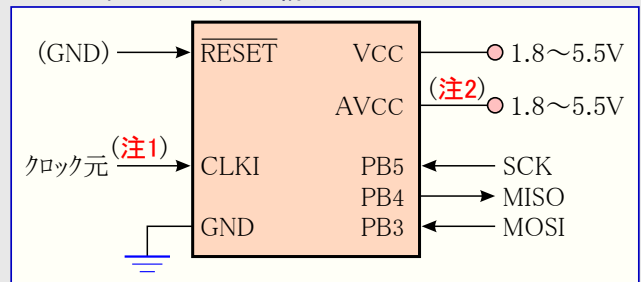 (GND) RESET VCC 1.8～5.5V
(注2)
AVCC 1.8～5.5V
(注1)
クロック元 CLKI PB5 SCK
PB4 MISO
GND PB3 MOSI